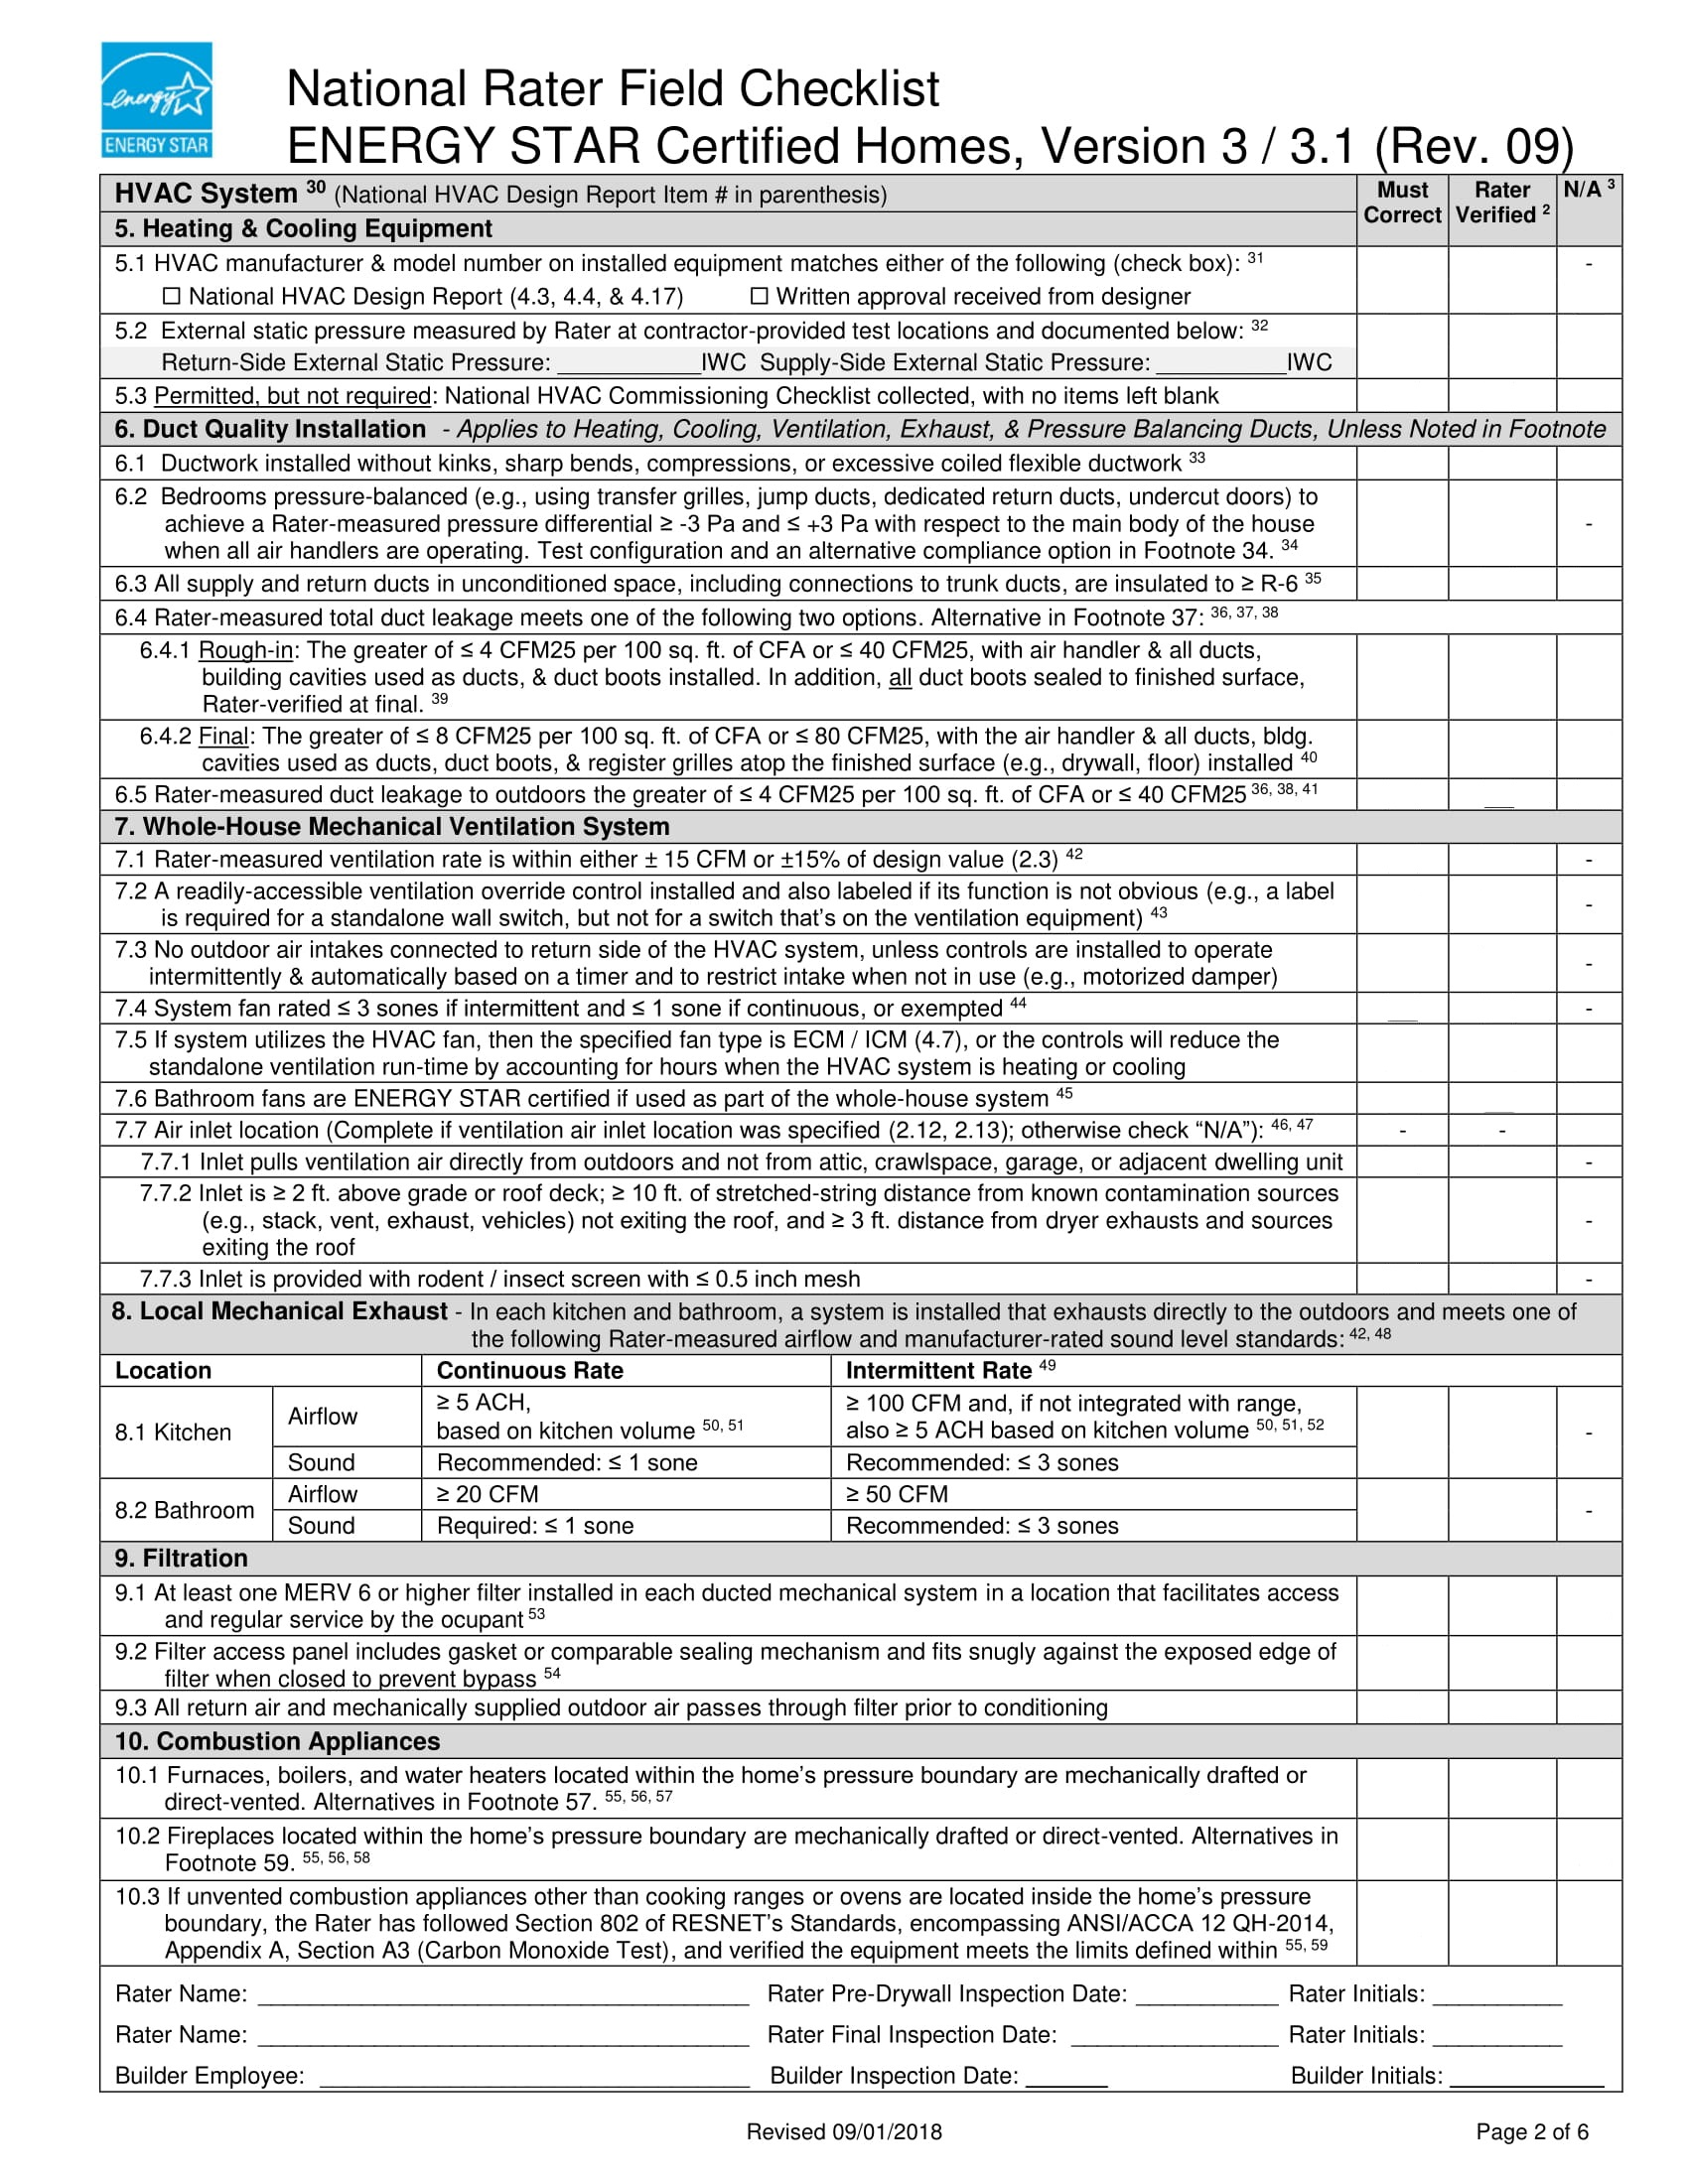 energy
ENERGY STAR
National Rater Field Checklist
ENERGY STAR Certified Homes, Version 3 / 3.1 (Rev. 09)
HVAC System 30 (National HVAC Design Report Item # in parenthesis)
Must Correct
Rater Verified 2
N/A 3
5. Heating & Cooling Equipment
5.1 HVAC manufacturer & model number on installed equipment matches either of the following (check box): 31
-
☐ National HVAC Design Report (4.3, 4.4, & 4.17) ☐ Written approval received from designer
5.2 External static pressure measured by Rater at contractor-provided test locations and documented below: 32
Return-Side External Static Pressure: ___________IWC Supply-Side External Static Pressure: __________IWC
5.3 Permitted, but not required: National HVAC Commissioning Checklist collected, with no items left blank
6. Duct Quality Installation - Applies to Heating, Cooling, Ventilation, Exhaust, & Pressure Balancing Ducts, Unless Noted in Footnote
6.1 Ductwork installed without kinks, sharp bends, compressions, or excessive coiled flexible ductwork 33
6.2 Bedrooms pressure-balanced (e.g., using transfer grilles, jump ducts, dedicated return ducts, undercut doors) to
achieve a Rater-measured pressure differential ≥ -3 Pa and ≤ +3 Pa with respect to the main body of the house
-
when all air handlers are operating. Test configuration and an alternative compliance option in Footnote 34. 34
6.3 All supply and return ducts in unconditioned space, including connections to trunk ducts, are insulated to ≥ R-6 35
6.4 Rater-measured total duct leakage meets one of the following two options. Alternative in Footnote 37: 36, 37, 38
6.4.1 Rough-in: The greater of ≤ 4 CFM25 per 100 sq. ft. of CFA or ≤ 40 CFM25, with air handler & all ducts,
building cavities used as ducts, & duct boots installed. In addition, all duct boots sealed to finished surface,
Rater-verified at final. 39
6.4.2 Final: The greater of ≤ 8 CFM25 per 100 sq. ft. of CFA or ≤ 80 CFM25, with the air handler & all ducts, bldg.
cavities used as ducts, duct boots, & register grilles atop the finished surface (e.g., drywall, floor) installed 40
6.5 Rater-measured duct leakage to outdoors the greater of ≤ 4 CFM25 per 100 sq. ft. of CFA or ≤ 40 CFM25 36, 38, 41
7. Whole-House Mechanical Ventilation System
7.1 Rater-measured ventilation rate is within either ± 15 CFM or ±15% of design value (2.3) 42
-
7.2 A readily-accessible ventilation override control installed and also labeled if its function is not obvious (e.g., a label
-
is required for a standalone wall switch, but not for a switch that's on the ventilation equipment) 43
7.3 No outdoor air intakes connected to return side of the HVAC system, unless controls are installed to operate
-
intermittently & automatically based on a timer and to restrict intake when not in use (e.g., motorized damper)
7.4 System fan rated ≤ 3 sones if intermittent and ≤ 1 sone if continuous, or exempted 44
-
7.5 If system utilizes the HVAC fan, then the specified fan type is ECM / ICM (4.7), or the controls will reduce the
standalone ventilation run-time by accounting for hours when the HVAC system is heating or cooling
7.6 Bathroom fans are ENERGY STAR certified if used as part of the whole-house system 45
7.7 Air inlet location (Complete if ventilation air inlet location was specified (2.12, 2.13); otherwise check “N/A”): 46, 47
- -
7.7.1 Inlet pulls ventilation air directly from outdoors and not from attic, crawlspace, garage, or adjacent dwelling unit
-
7.7.2 Inlet is ≥ 2 ft. above grade or roof deck; ≥ 10 ft. of stretched-string distance from known contamination sources
(e.g., stack, vent, exhaust, vehicles) not exiting the roof, and ≥ 3 ft. distance from dryer exhausts and sources
-
exiting the roof
7.7.3 Inlet is provided with rodent / insect screen with ≤ 0.5 inch mesh
-
8. Local Mechanical Exhaust - In each kitchen and bathroom, a system is installed that exhausts directly to the outdoors and meets one of
the following Rater-measured airflow and manufacturer-rated sound level standards: 42, 48
Location
Continuous Rate
Intermittent Rate 49
8.1 Kitchen
Airflow
≥ 5 ACH,
based on kitchen volume 50, 51
≥ 100 CFM and, if not integrated with range,
also ≥ 5 ACH based on kitchen volume 50, 51, 52
-
Sound
Recommended: ≤ 1 sone
Recommended: ≤ 3 sones
8.2 Bathroom
Airflow
≥ 20 CFM
≥ 50 CFM
-
Sound
Required: ≤ 1 sone
Recommended: ≤ 3 sones
9. Filtration
9.1 At least one MERV 6 or higher filter installed in each ducted mechanical system in a location that facilitates access
and regular service by the ocupant 53
9.2 Filter access panel includes gasket or comparable sealing mechanism and fits snugly against the exposed edge of
filter when closed to prevent bypass 54
9.3 All return air and mechanically supplied outdoor air passes through filter prior to conditioning
10. Combustion Appliances
10.1 Furnaces, boilers, and water heaters located within the home's pressure boundary are mechanically drafted or
direct-vented. Alternatives in Footnote 57. 55, 56, 57
10.2 Fireplaces located within the home's pressure boundary are mechanically drafted or direct-vented. Alternatives in
Footnote 59. 55, 56, 58
10.3 If unvented combustion appliances other than cooking ranges or ovens are located inside the home's pressure
boundary, the Rater has followed Section 802 of RESNET's Standards, encompassing ANSI/ACCA 12 QH-2014,
Appendix A, Section A3 (Carbon Monoxide Test), and verified the equipment meets the limits defined within 55, 59
Rater Name: ____________________ Rater Pre-Drywall Inspection Date: __________ Rater Initials: __________
Rater Name: ____________________ Rater Final Inspection Date: __________ Rater Initials: __________
Builder Employee: ____________________ Builder Inspection Date: ______ Builder Initials: __________
Revised 09/01/2018
Page 2 of 6